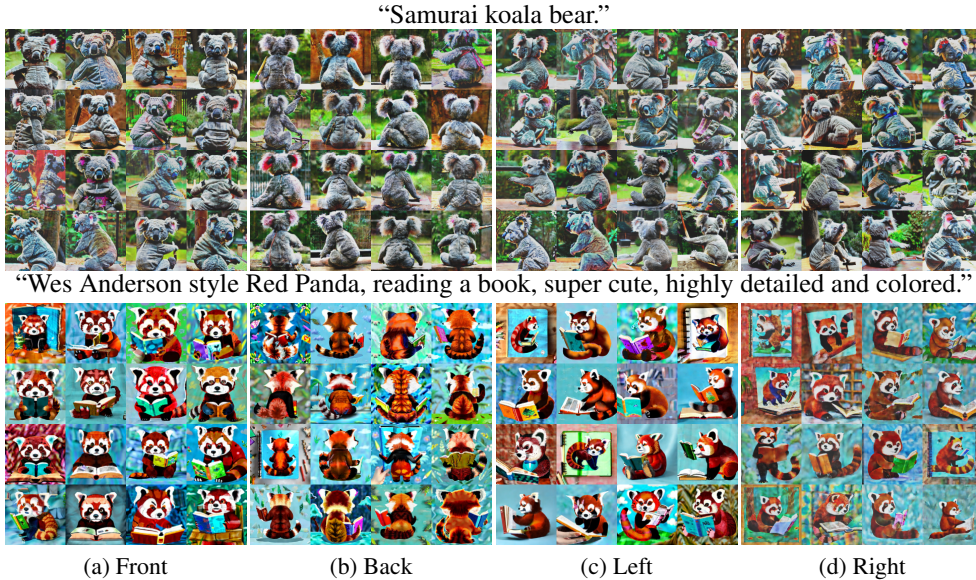 “Samurai koala bear.”
“Wes Anderson style Red Panda, reading a book, super cute, highly detailed and colored.”
(a) Front (b) Back (c) Left (d) Right